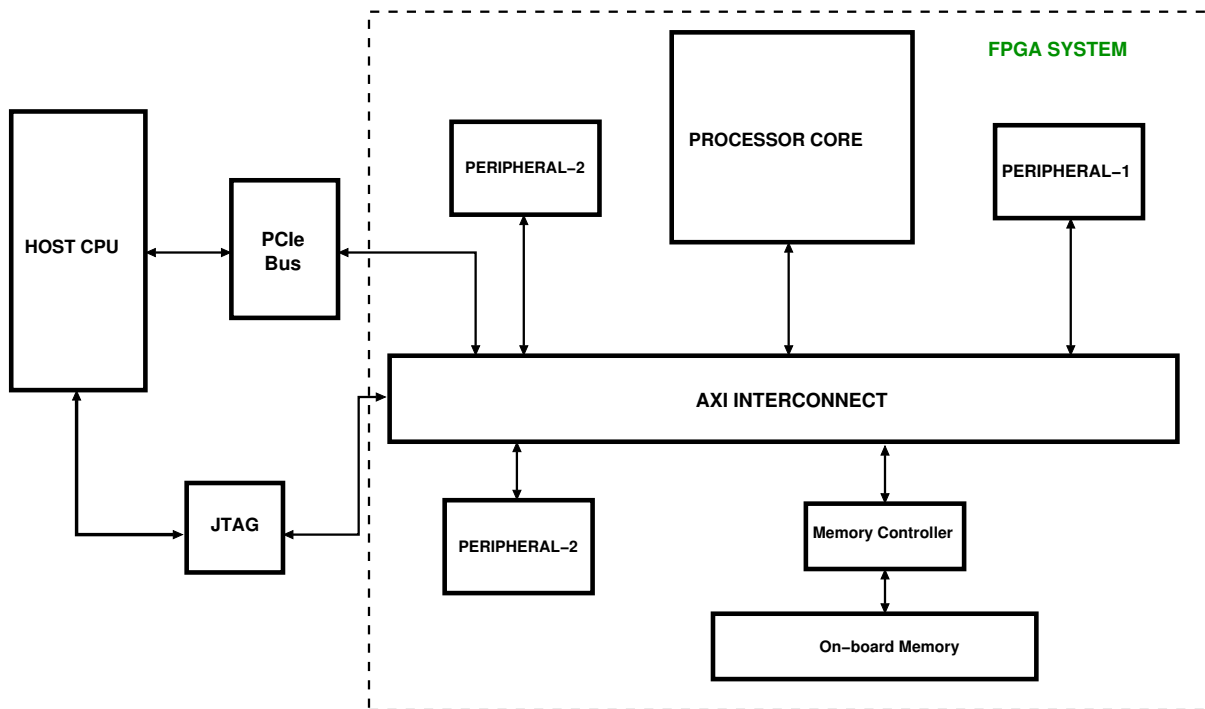 FPGA SYSTEM
PROCESSOR CORE
PERIPHERAL−2
PERIPHERAL−1
HOST CPU
PCIe
Bus
AXI INTERCONNECT
JTAG
PERIPHERAL−2
Memory Controller
On−board Memory